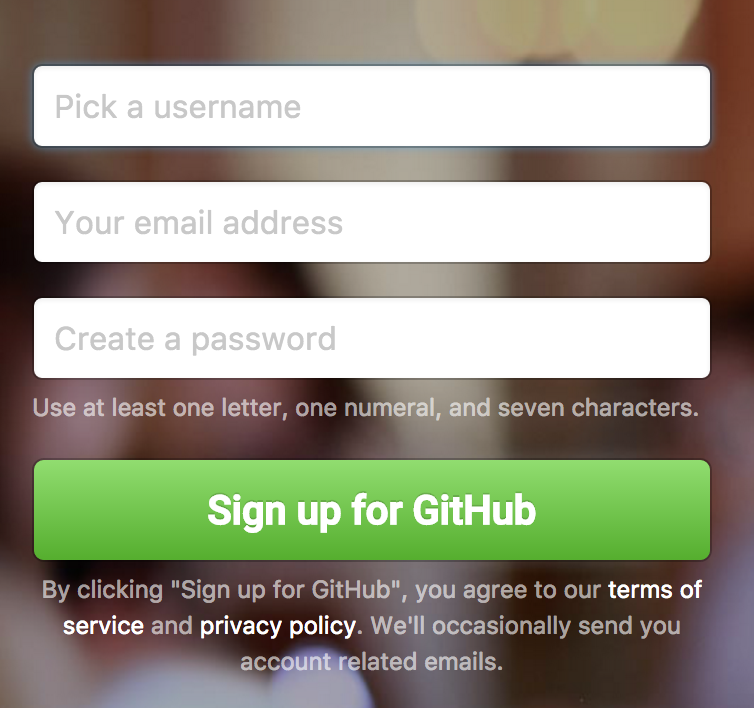 Pick a username
Your email address
Create a password
Use at least one letter, one numeral, and seven characters.
Sign up for GitHub
By clicking "Sign up for GitHub", you agree to our terms of
service and privacy policy. We'll occasionally send you
account related emails.